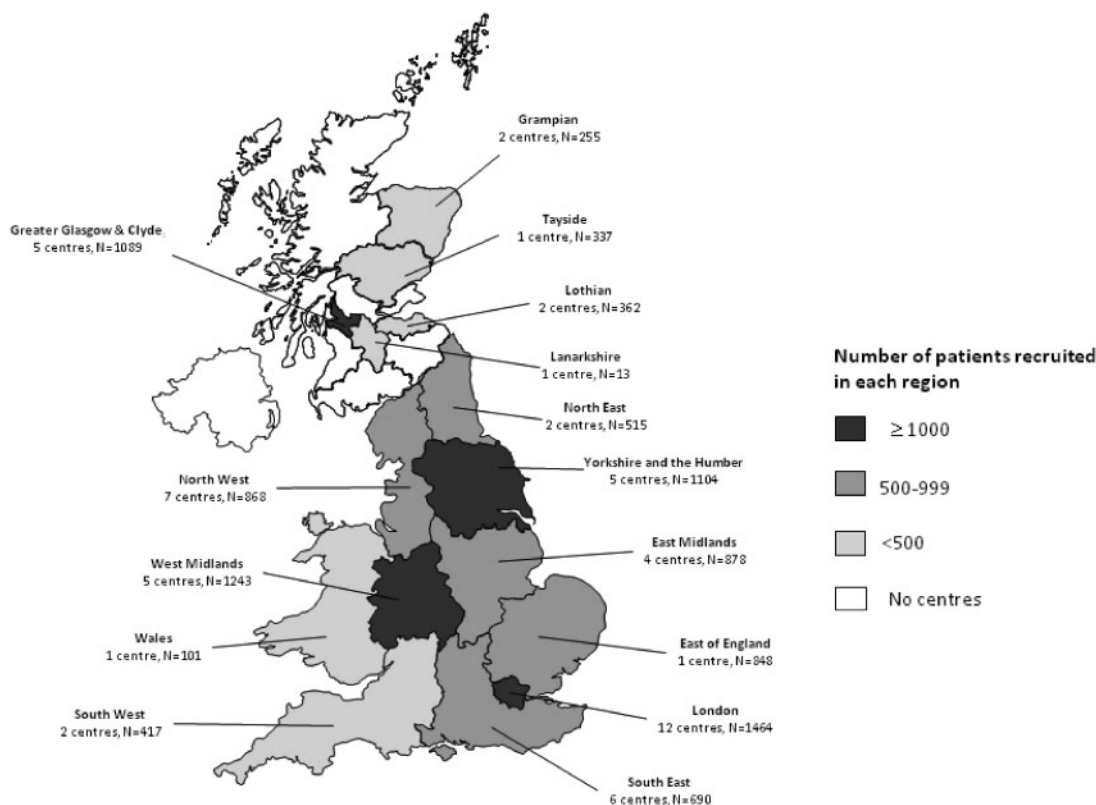 Grampian
2 centres, N=255
Tayside
1 centre, N=337
Greater Glasgow & Clyde,
5 centres, N=1089
Lothian
2 centres, N=362
Lanarkshire
1 centre, N=13
North East
2 centres, N=515
Yorkshire and the Humber
5 centres, N=1104
North West
7 centres, N=868
East Midlands
4 centres, N=878
West Midlands
5 centres, N=1243
Wales
1 centre, N=101
East of England
1 centre, N=848
South West
2 centres, N=417
London
12 centres, N=1464
South East
6 centres, N=690
Number of patients recruited
in each region
≥1000
500-999
<500
No centres